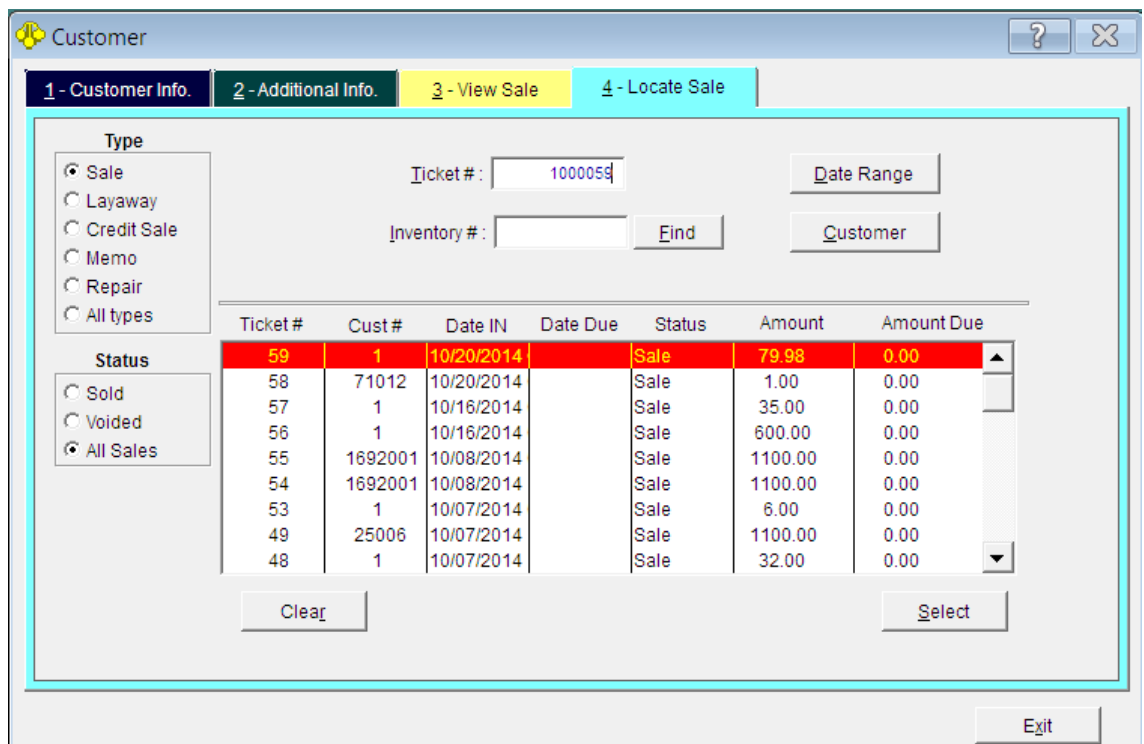 Customer
1 - Customer Info. 2 - Additional Info. 3 - View Sale 4 - Locate Sale
Type
Sale
Layaway
Credit Sale
Memo
Repair
All types
Status
Sold
Voided
All Sales
Ticket # : 1000059 Date Range
Inventory # : Find Customer
Ticket # Cust # Date IN Date Due Status Amount Amount Due
59 1 10/20/2014 Sale 79.98 0.00
58 71012 10/20/2014 Sale 1.00 0.00
57 1 10/16/2014 Sale 35.00 0.00
56 1 10/16/2014 Sale 600.00 0.00
55 1692001 10/08/2014 Sale 1100.00 0.00
54 1692001 10/08/2014 Sale 1100.00 0.00
53 1 10/07/2014 Sale 6.00 0.00
49 25006 10/07/2014 Sale 1100.00 0.00
48 1 10/07/2014 Sale 32.00 0.00
Clear Select
Exit